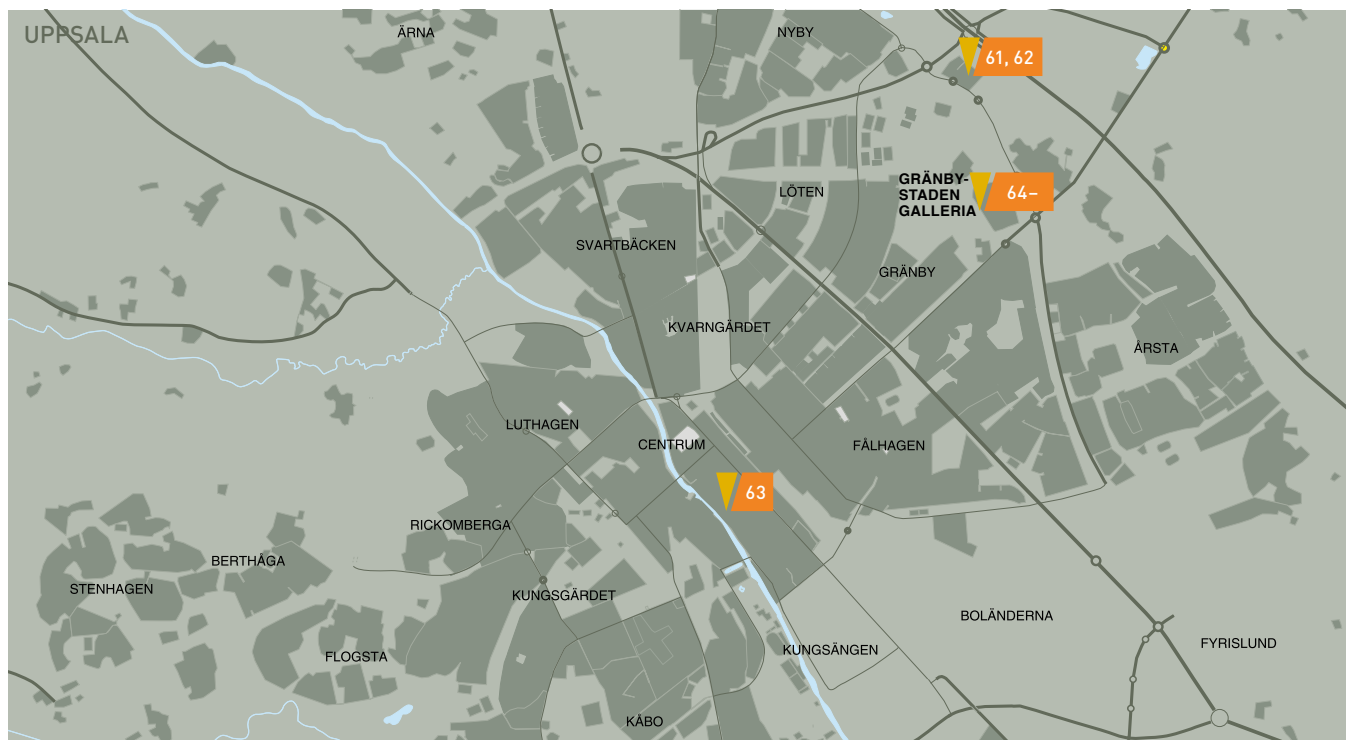 UPPSALA
ÄRNA
NYBY
61, 62
LÖTEN
GRÄNBY-
STADEN
GALLERIA
64–
SVARTBÄCKEN
GRÄNBY
KVARNGÄRDET
ÅRSTA
LUTHAGEN
CENTRUM
FÅLHAGEN
63
RICKOMBERGA
BERTHÅGA
STENHAGEN
KUNGSGÄRDET
BOLÄNDERNA
FYRISLUND
FLOGSTA
KUNGSÄNGEN
KÅBO